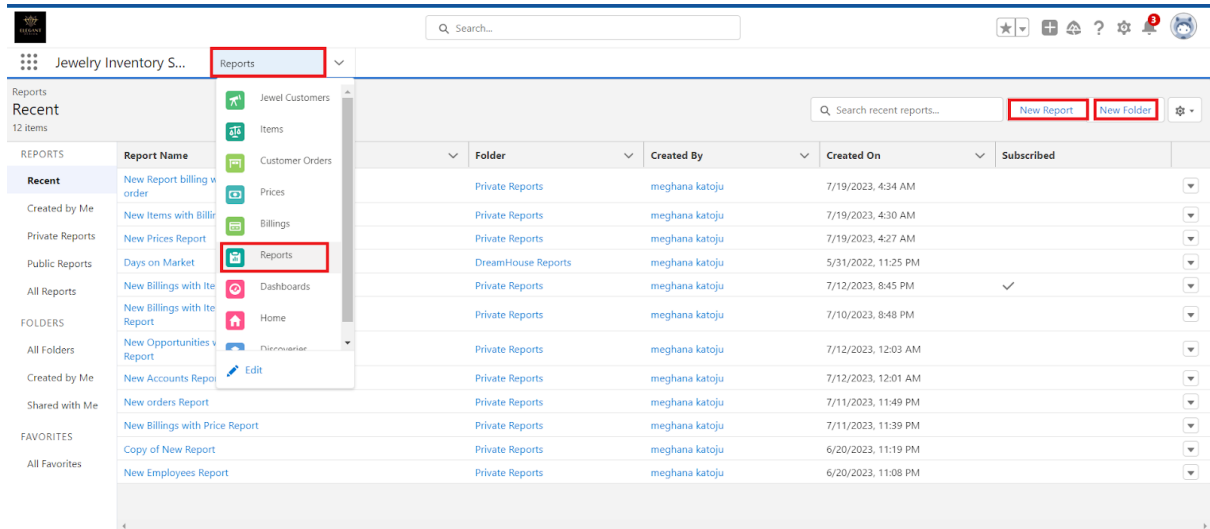 ELEGANT
Search...
3
Jewelry Inventory S...
Reports
Reports
Recent
12 items
Search recent reports...
New Report
New Folder
Jewel Customers
Items
Customer Orders
Prices
Billings
Reports
Dashboards
Home
Discoveries
Edit
REPORTS
Recent
Created by Me
Private Reports
Public Reports
All Reports
FOLDERS
All Folders
Created by Me
Shared with Me
FAVORITES
All Favorites
Report Name Folder Created By Created On Subscribed
New Report billing w
order Private Reports meghana katoju 7/19/2023, 4:34 AM
New Items with Billin Private Reports meghana katoju 7/19/2023, 4:30 AM
New Prices Report Private Reports meghana katoju 7/19/2023, 4:27 AM
Days on Market DreamHouse Reports meghana katoju 5/31/2022, 11:25 PM
New Billings with Ite Private Reports meghana katoju 7/12/2023, 8:45 PM
New Billings with Ite
Report Private Reports meghana katoju 7/10/2023, 8:48 PM
New Opportunities w
Report Private Reports meghana katoju 7/12/2023, 12:03 AM
New Accounts Repo Private Reports meghana katoju 7/12/2023, 12:01 AM
New orders Report Private Reports meghana katoju 7/11/2023, 11:49 PM
New Billings with Price Report Private Reports meghana katoju 7/11/2023, 11:39 PM
Copy of New Report Private Reports meghana katoju 6/20/2023, 11:19 PM
New Employees Report Private Reports meghana katoju 6/20/2023, 11:08 PM